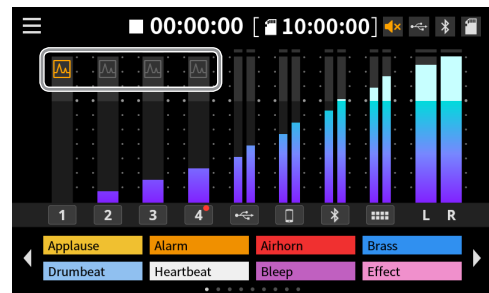 00:00:00 [10:00:00]
1 2 3 4 L R
Applause Alarm Airhorn Brass
Drumbeat Heartbeat Bleep Effect